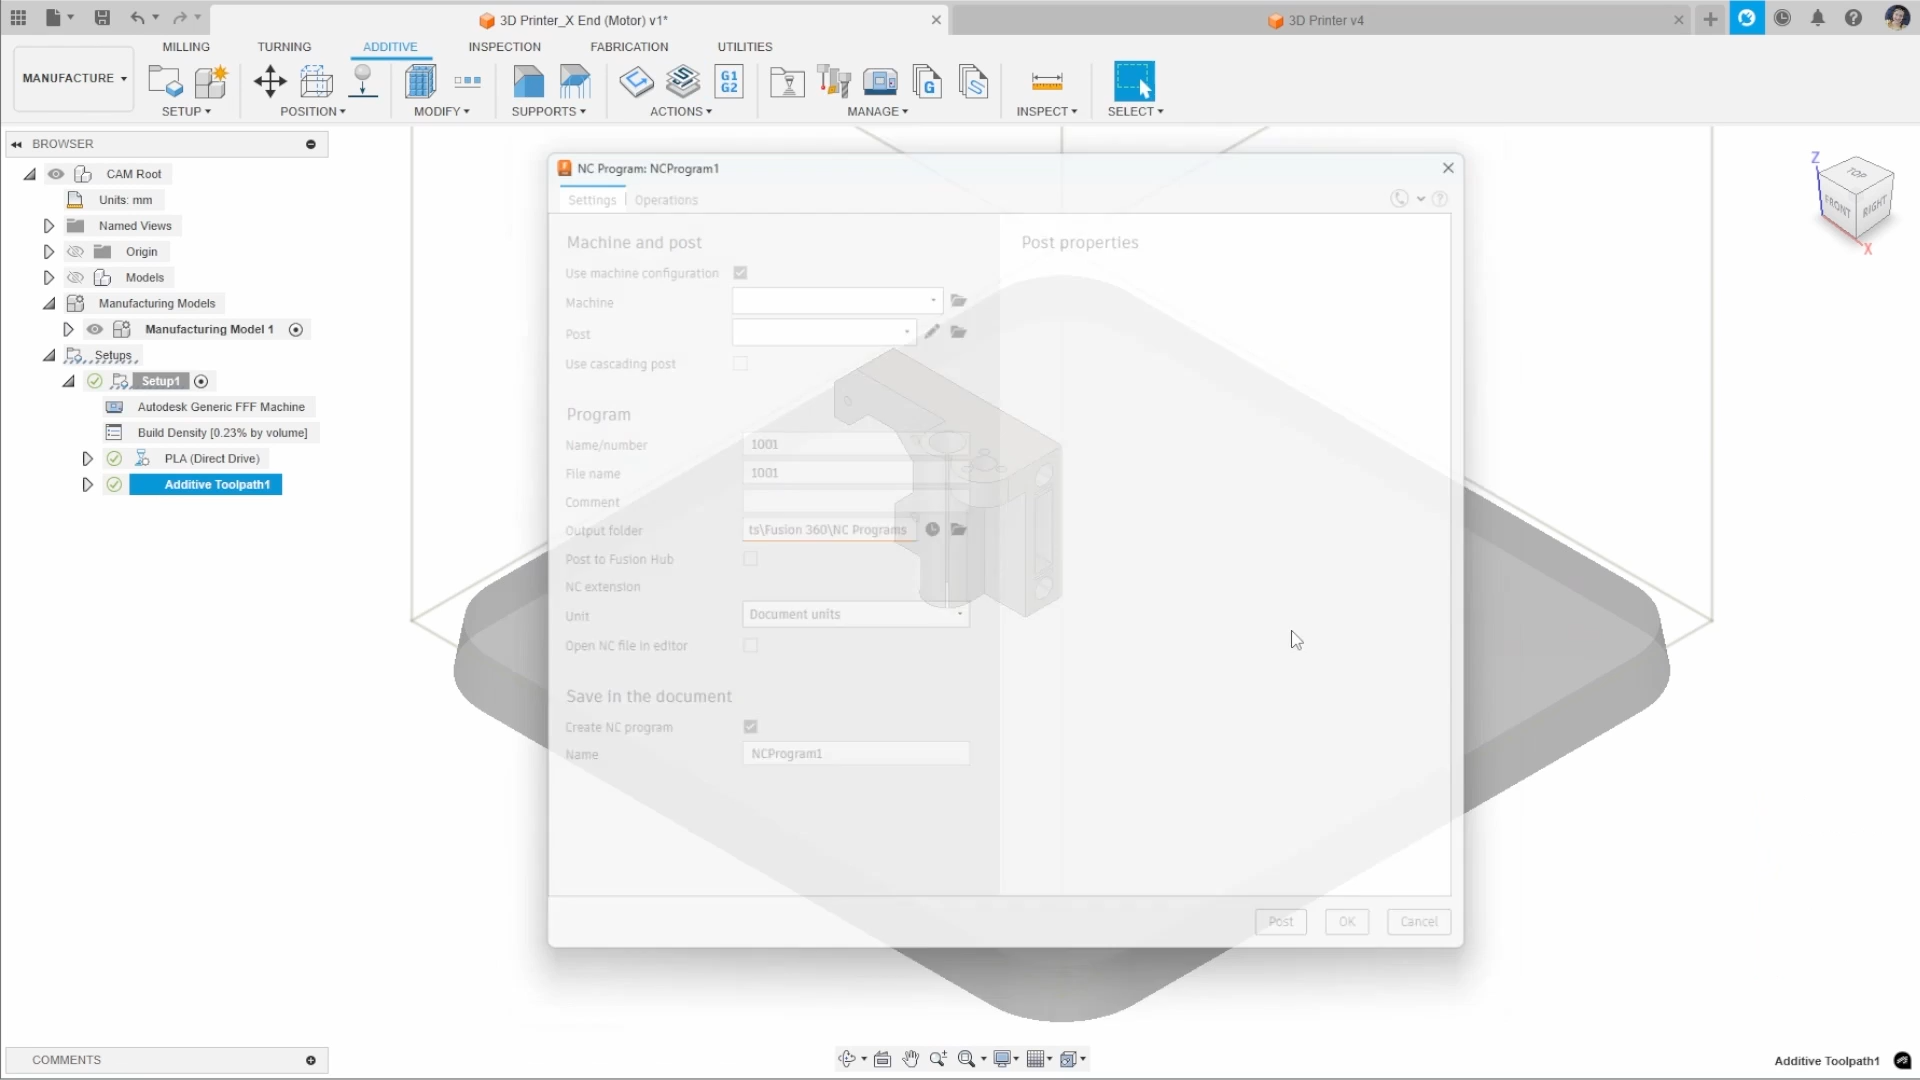 3D Printer_X End (Motor) v1*
3D Printer v4
MANUFACTURE
MILLING
TURNING
ADDITIVE
INSPECTION
FABRICATION
UTILITIES
G1
G2
G
SETUP
POSITION
MODIFY
SUPPORTS
ACTIONS
MANAGE
INSPECT
SELECT
BROWSER
CAM Root
Units: mm
Named Views
Origin
Models
Manufacturing Models
Manufacturing Model 1
Setups
Setup1
Autodesk Generic FFF Machine
Build Density [0.23% by volume]
PLA (Direct Drive)
Additive Toolpath1
NC Program: NCProgram1
Settings
Operations
Machine and post
Use machine configuration
Machine
Post
Use cascading post
Program
Name/number
1001
File name
1001
Comment
Output folder
ts\Fusion 360\NC Programs
Post to Fusion Hub
NC extension
Unit
Document units
Open NC file in editor
Save in the document
Create NC program
Name
NCProgram1
Post properties
Post
OK
Cancel
Z
TOP
FRONT
RIGHT
X
COMMENTS
Additive Toolpath1